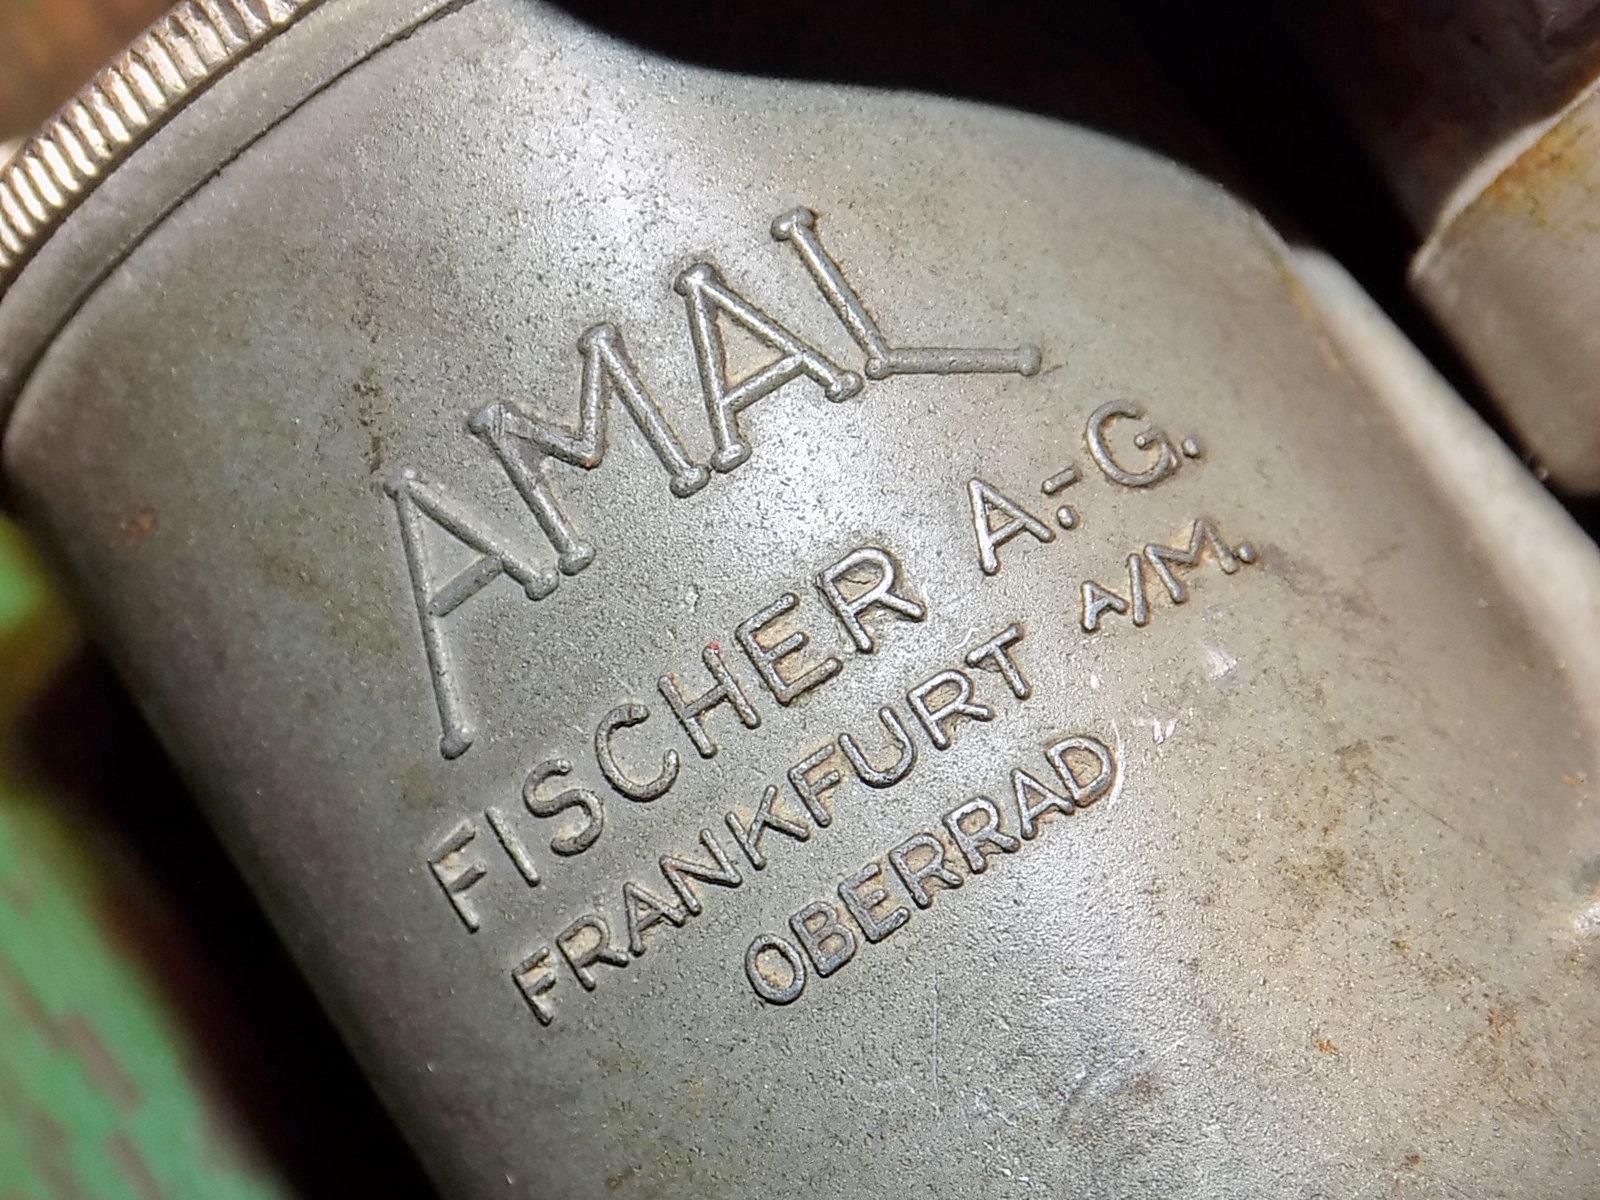 AMAL
FISCHER A.-G.
FRANKFURT A/M.
OBERRAD